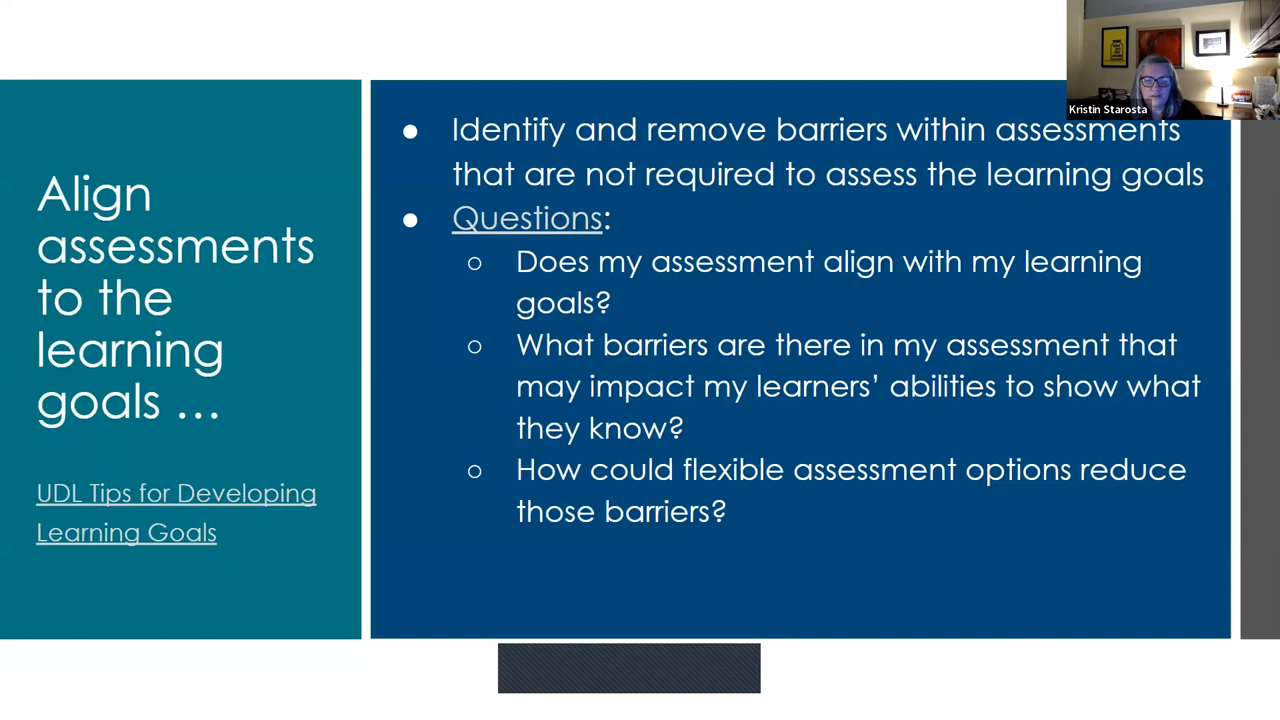 Align
assessments
to the
learning
goals …
UDL Tips for Developing
Learning Goals
● Identify and remove barriers within assessments
that are not required to assess the learning goals
● Questions:
○ Does my assessment align with my learning
goals?
○ What barriers are there in my assessment that
may impact my learners’ abilities to show what
they know?
○ How could flexible assessment options reduce
those barriers?
Kristin Starosta